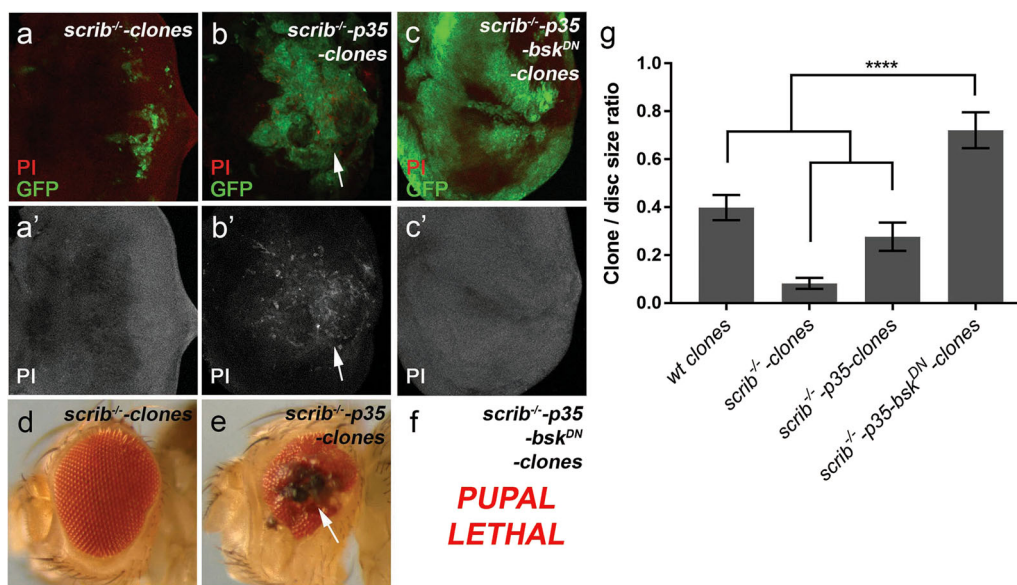 a
scrib-/--clones
PI
GFP
b
scrib-/--p35
-clones
PI
GFP
c
scrib-/--p35
-bskDN
-clones
PI
GFP
a'
PI
b'
PI
c'
PI
d
scrib-/--clones
e
scrib-/--p35
-clones
f
scrib-/--p35
-bskDN
-clones
PUPAL
LETHAL
g
****
Clone / disc size ratio
1.0
0.8
0.6
0.4
0.2
0.0
wt clones
scrib-/- -clones
scrib-/--p35-clones
scrib-/--p35-bskDN-clones